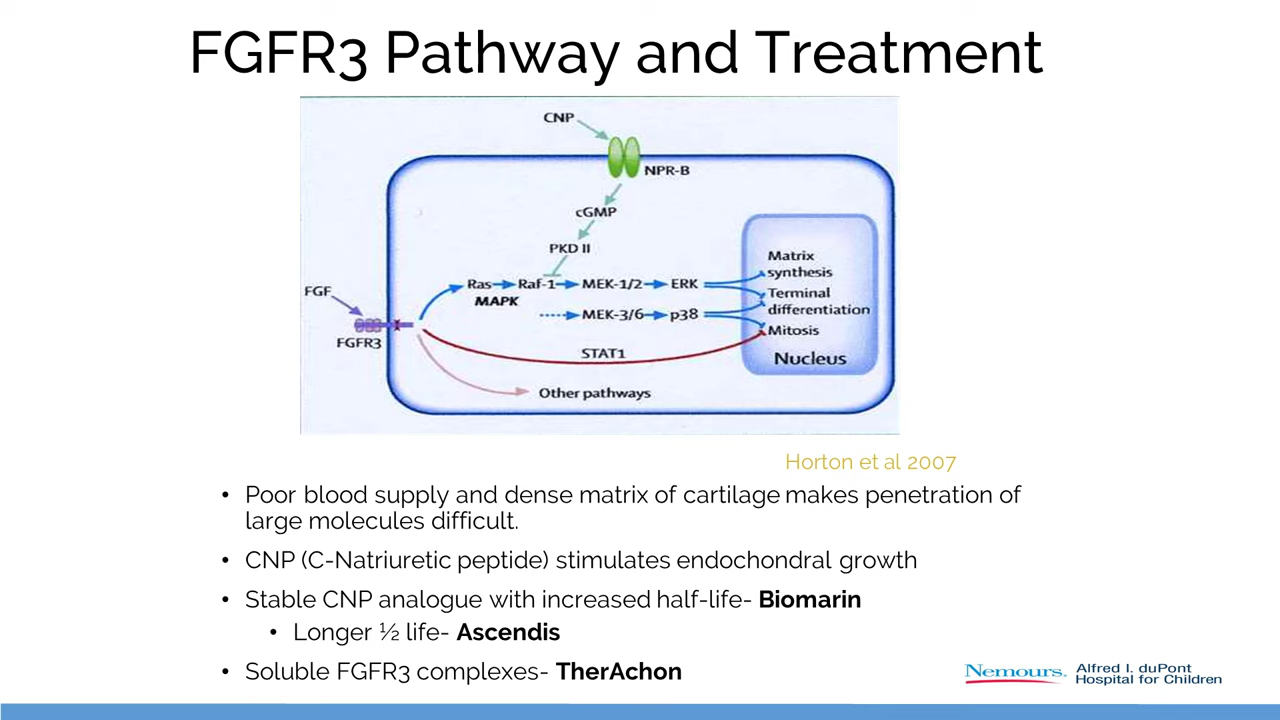 FGFR3 Pathway and Treatment
CNP
NPR-B
cGMP
PKD II
Ras Raf-1 MEK-1/2 ERK
MAPK
MEK-3/6 p38
FGF
FGFR3
STAT1
Other pathways
Matrix
synthesis
Terminal
differentiation
Mitosis
Nucleus
Horton et al 2007
• Poor blood supply and dense matrix of cartilage makes penetration of
large molecules difficult.
• CNP (C-Natriuretic peptide) stimulates endochondral growth
• Stable CNP analogue with increased half-life- Biomarin
• Longer ½ life- Ascendis
• Soluble FGFR3 complexes- TherAchon
Nemours. Alfred I. duPont
Hospital for Children